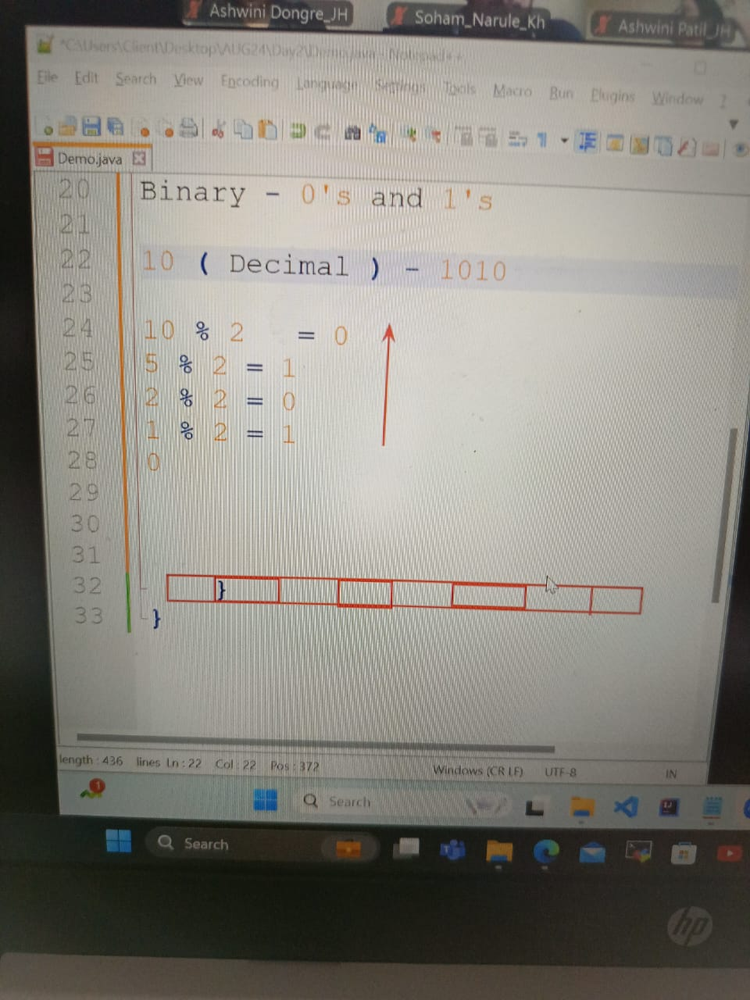 Ashwini Dongre_JH Soham_Narule_Kh Ashwini Patil_JH
*C:\Users\Client\Desktop\AUG24\Day2\Demo.java - Notepad++
File Edit Search View Encoding Language Settings Tools Macro Run Plugins Window ?
Demo.java
20 Binary - 0's and 1's
21
22 10 ( Decimal ) - 1010
23
24 10 % 2 = 0
25 5 % 2 = 1
26 2 % 2 = 0
27 1 % 2 = 1
28 0
29
30
31
32 }
33 }
length : 436 lines Ln : 22 Col : 22 Pos : 372 Windows (CR LF) UTF-8 IN
1 Search
Search
hp